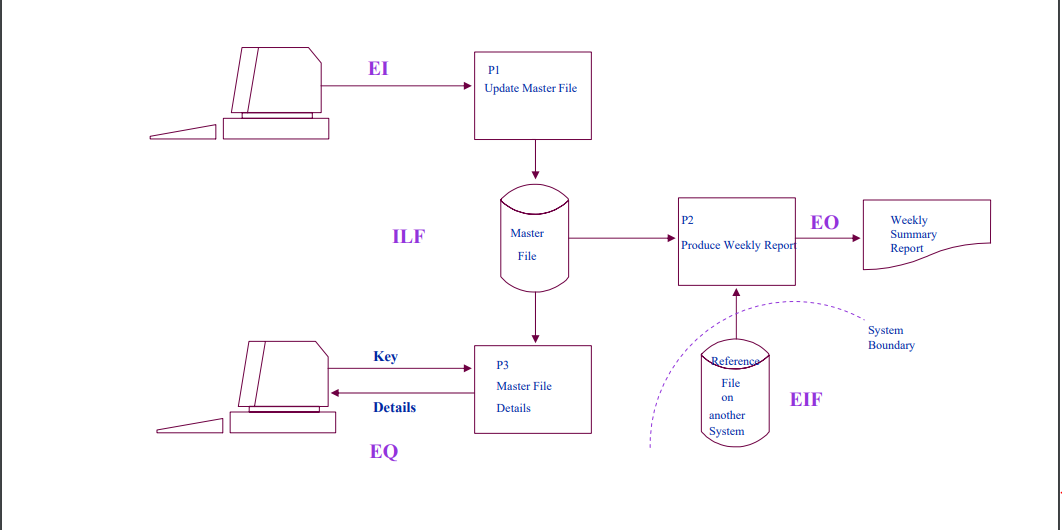 EI
P1
Update Master File
ILF
Master
File
P2
Produce Weekly Report
EO
Weekly
Summary
Report
System
Boundary
Key
Details
EQ
P3
Master File
Details
Reference
File
on
another
System
EIF